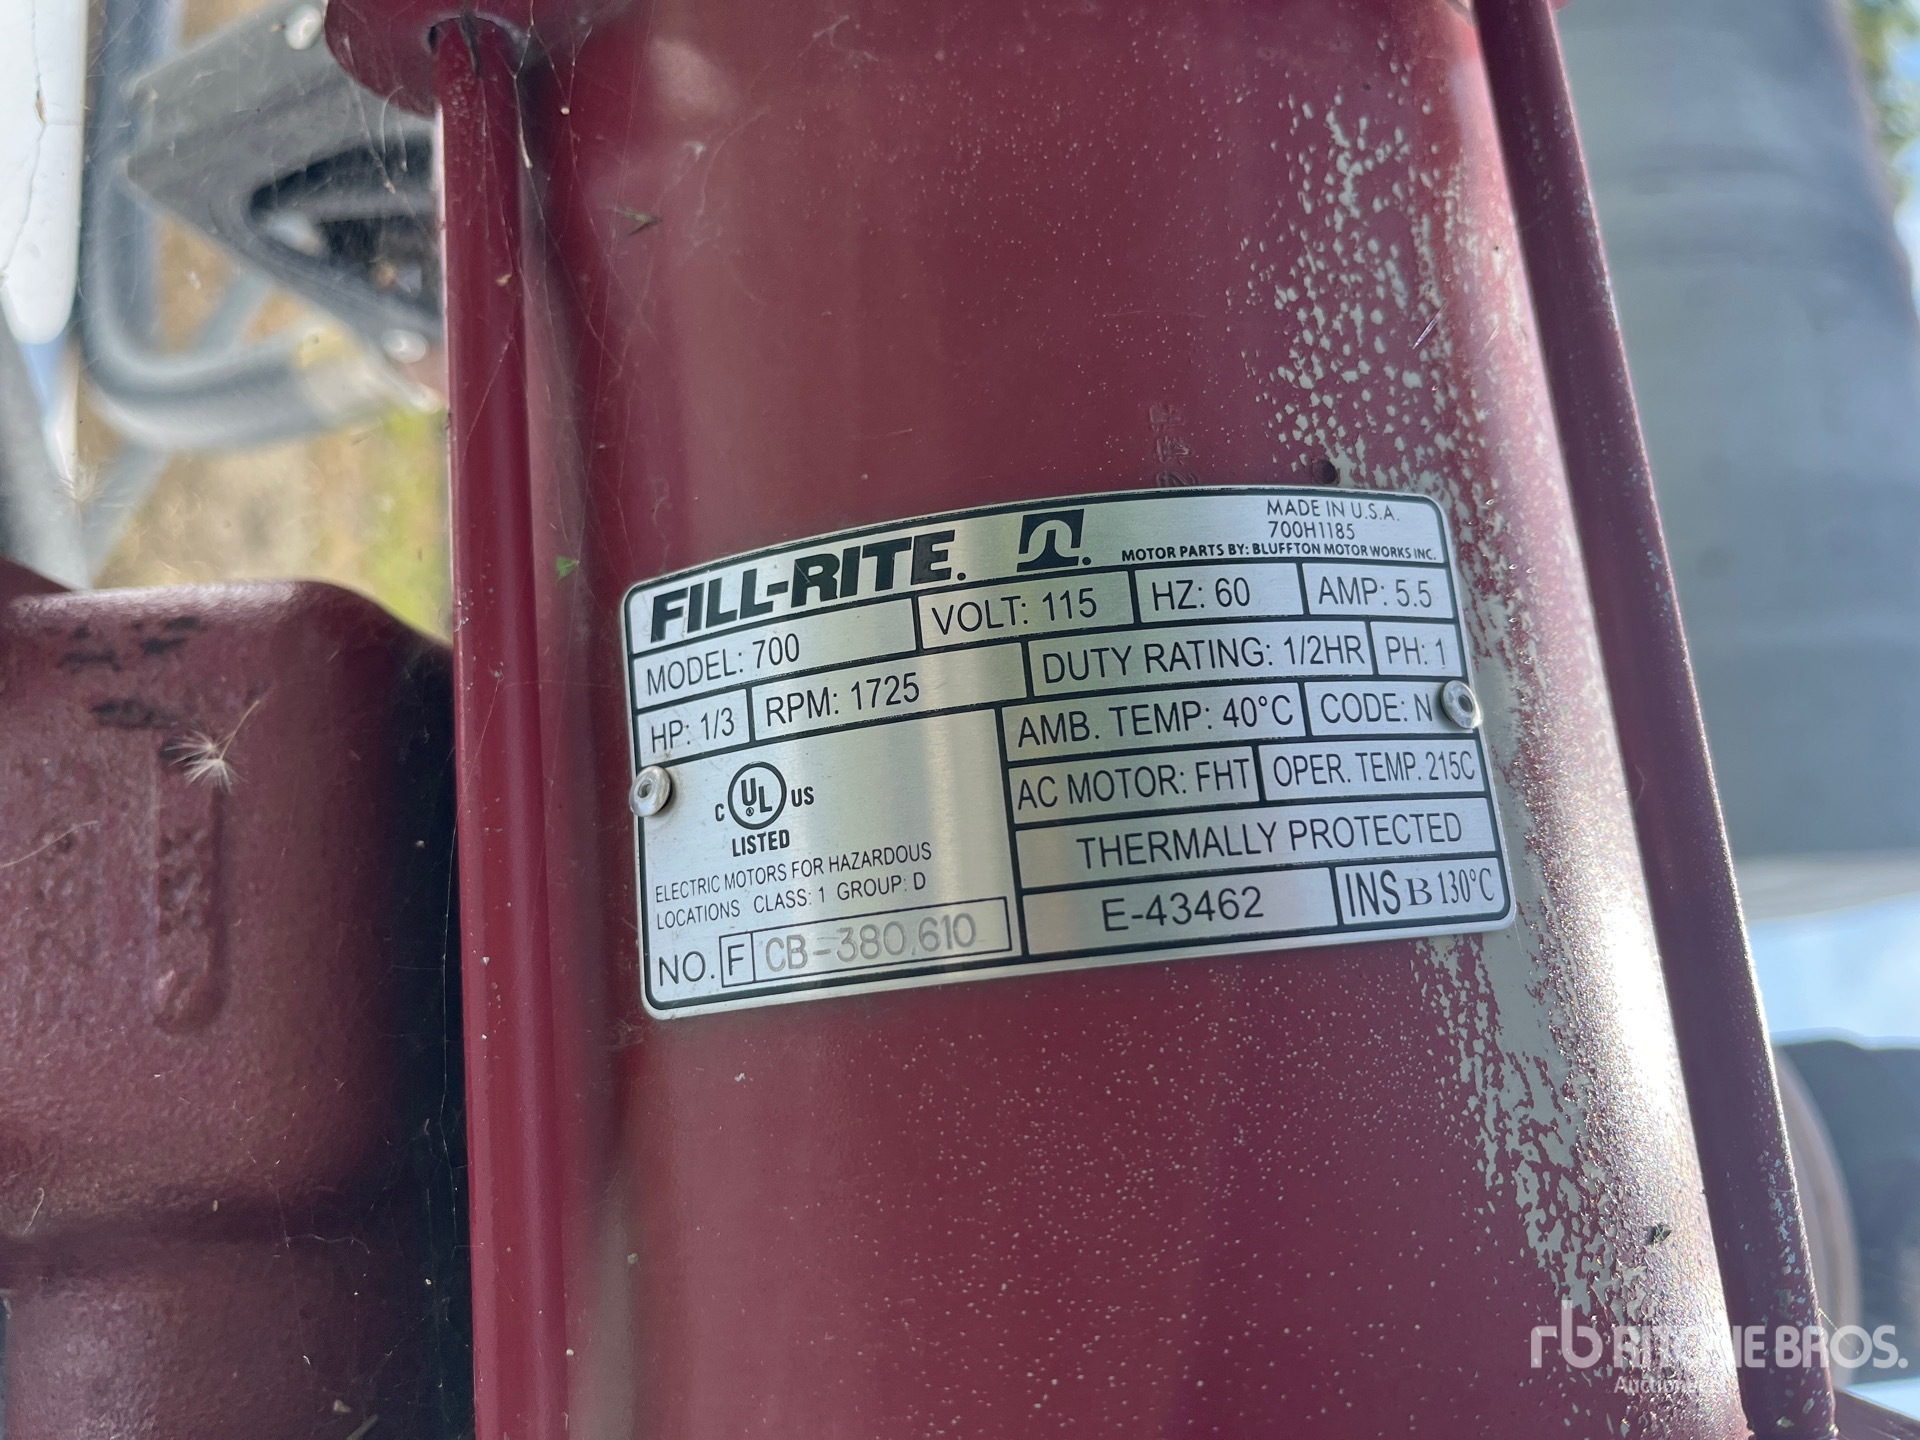 FILL-RITE.
MADE IN U.S.A.
700H1185
MOTOR PARTS BY: BLUFFTON MOTOR WORKS INC.
MODEL: 700
VOLT: 115
HZ: 60
AMP: 5.5
HP: 1/3
RPM: 1725
DUTY RATING: 1/2HR
PH: 1
AMB. TEMP: 40°C
CODE: N
AC MOTOR: FHT
OPER. TEMP. 215C
C UL ® US
LISTED
THERMALLY PROTECTED
ELECTRIC MOTORS FOR HAZARDOUS
LOCATIONS CLASS: 1 GROUP: D
NO. F CB-380,610
E-43462
INS B 130°C
rb RITCHIE BROS.